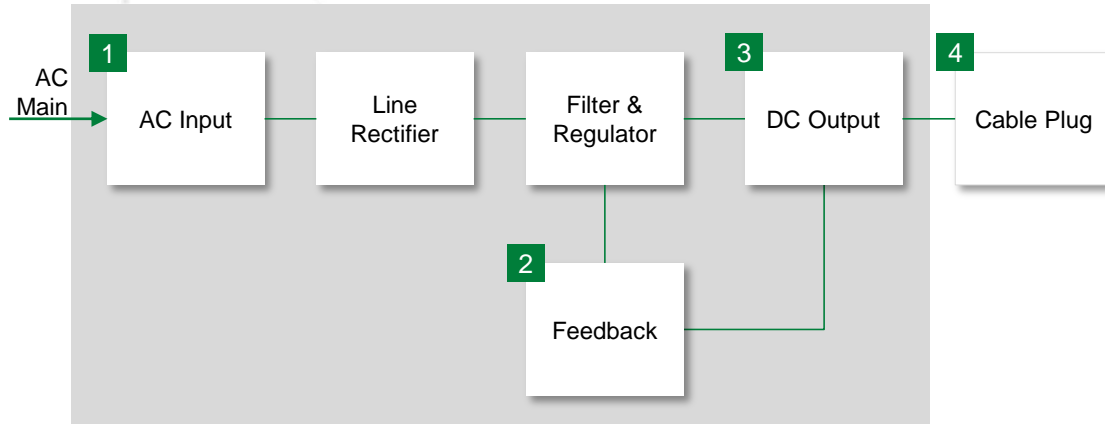 1
3
4
AC
Main
AC Input
Line
Rectifier
Filter &
Regulator
DC Output
Cable Plug
2
Feedback